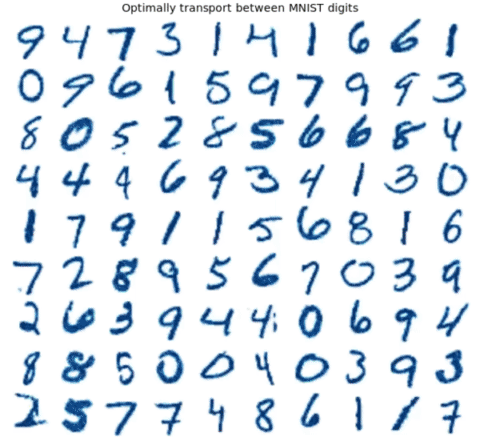 Optimally transport between MNIST digits
9 4 7 3 1 4 1 6 6 1
0 9 6 1 5 9 7 9 9 3
8 0 5 2 8 5 6 6 8 4
4 4 4 6 9 3 4 1 3 0
1 7 9 1 1 5 6 8 1 6
7 2 8 9 5 6 7 0 3 9
2 6 3 9 4 4 0 6 9 4
8 8 5 0 0 4 0 3 9 3
2 5 7 7 4 8 6 1 1 7